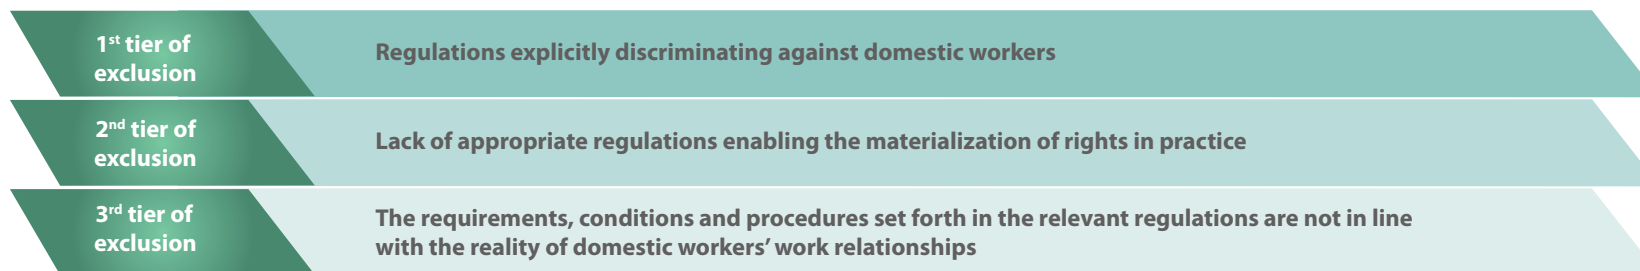 1st tier of
exclusion
Regulations explicitly discriminating against domestic workers
2nd tier of
exclusion
Lack of appropriate regulations enabling the materialization of rights in practice
3rd tier of
exclusion
The requirements, conditions and procedures set forth in the relevant regulations are not in line
with the reality of domestic workers’ work relationships